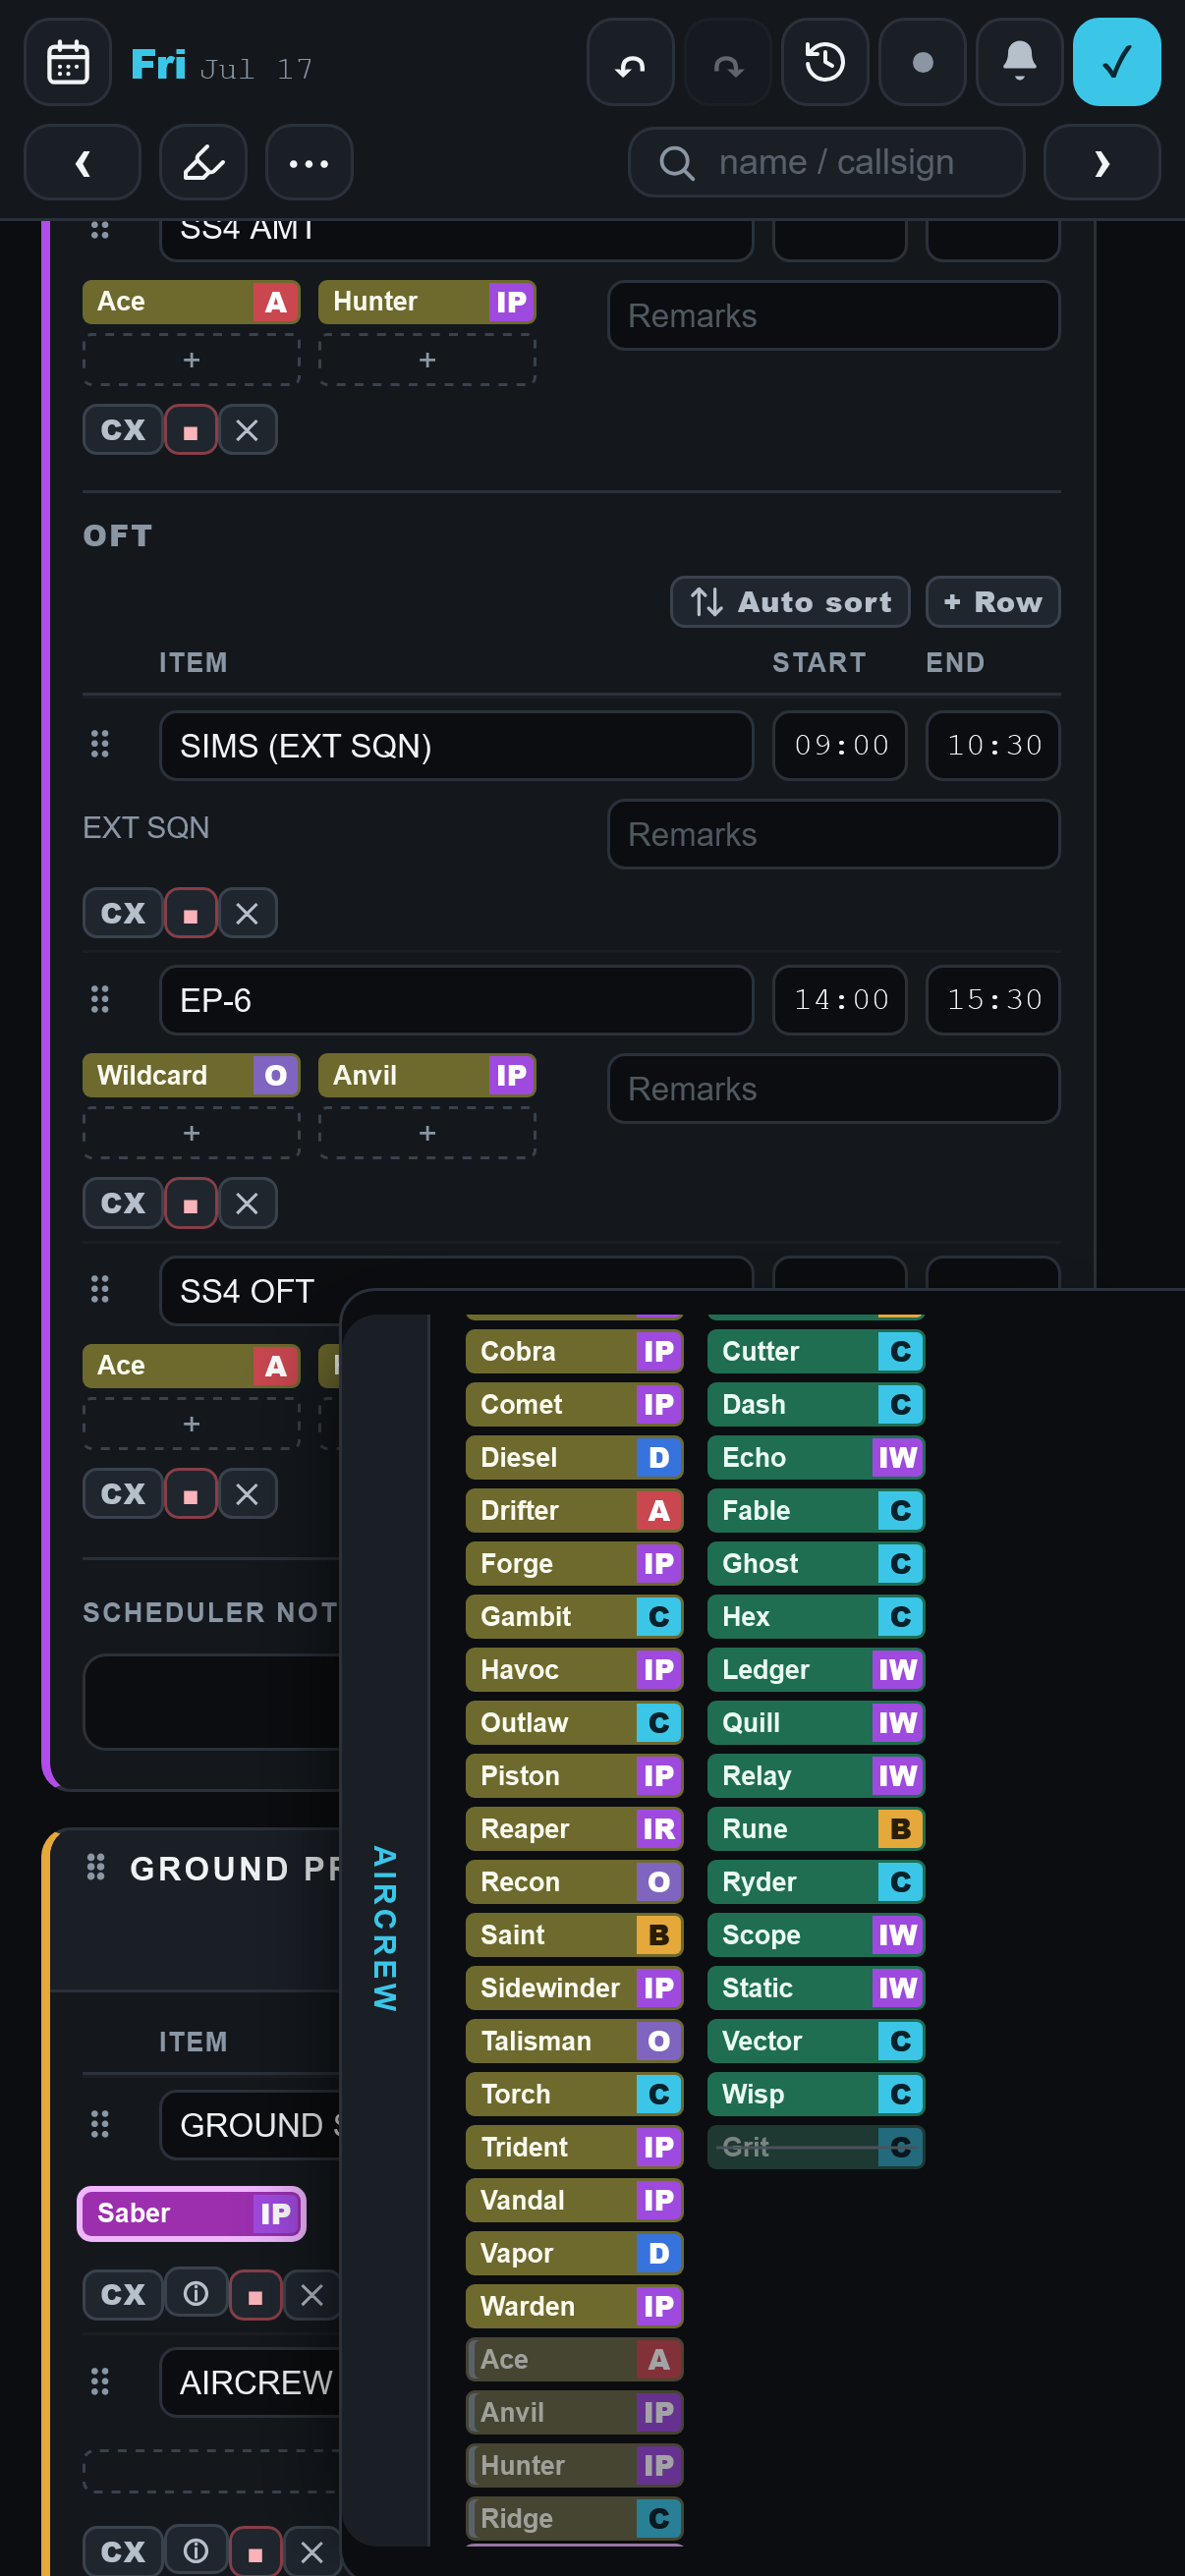 Fri Jul 17
name / callsign
SS4 AMT
Ace A Hunter IP
Remarks
+ +
CX
OFT
Auto sort + Row
ITEM START END
SIMS (EXT SQN) 09:00 10:30
EXT SQN Remarks
CX
EP-6 14:00 15:30
Wildcard O Anvil IP
Remarks
+ +
CX
SS4 OFT
Ace A
+
CX
SCHEDULER NOT
GROUND PR
ITEM
GROUND S
Saber IP
CX
AIRCREW
CX
AIRCREW
Cobra IP Cutter C
Comet IP Dash C
Diesel D Echo IW
Drifter A Fable C
Forge IP Ghost C
Gambit C Hex C
Havoc IP Ledger IW
Outlaw C Quill IW
Piston IP Relay IW
Reaper IR Rune B
Recon O Ryder C
Saint B Scope IW
Sidewinder IP Static IW
Talisman O Vector C
Torch C Wisp C
Trident IP Grit C
Vandal IP
Vapor D
Warden IP
Ace A
Anvil IP
Hunter IP
Ridge C